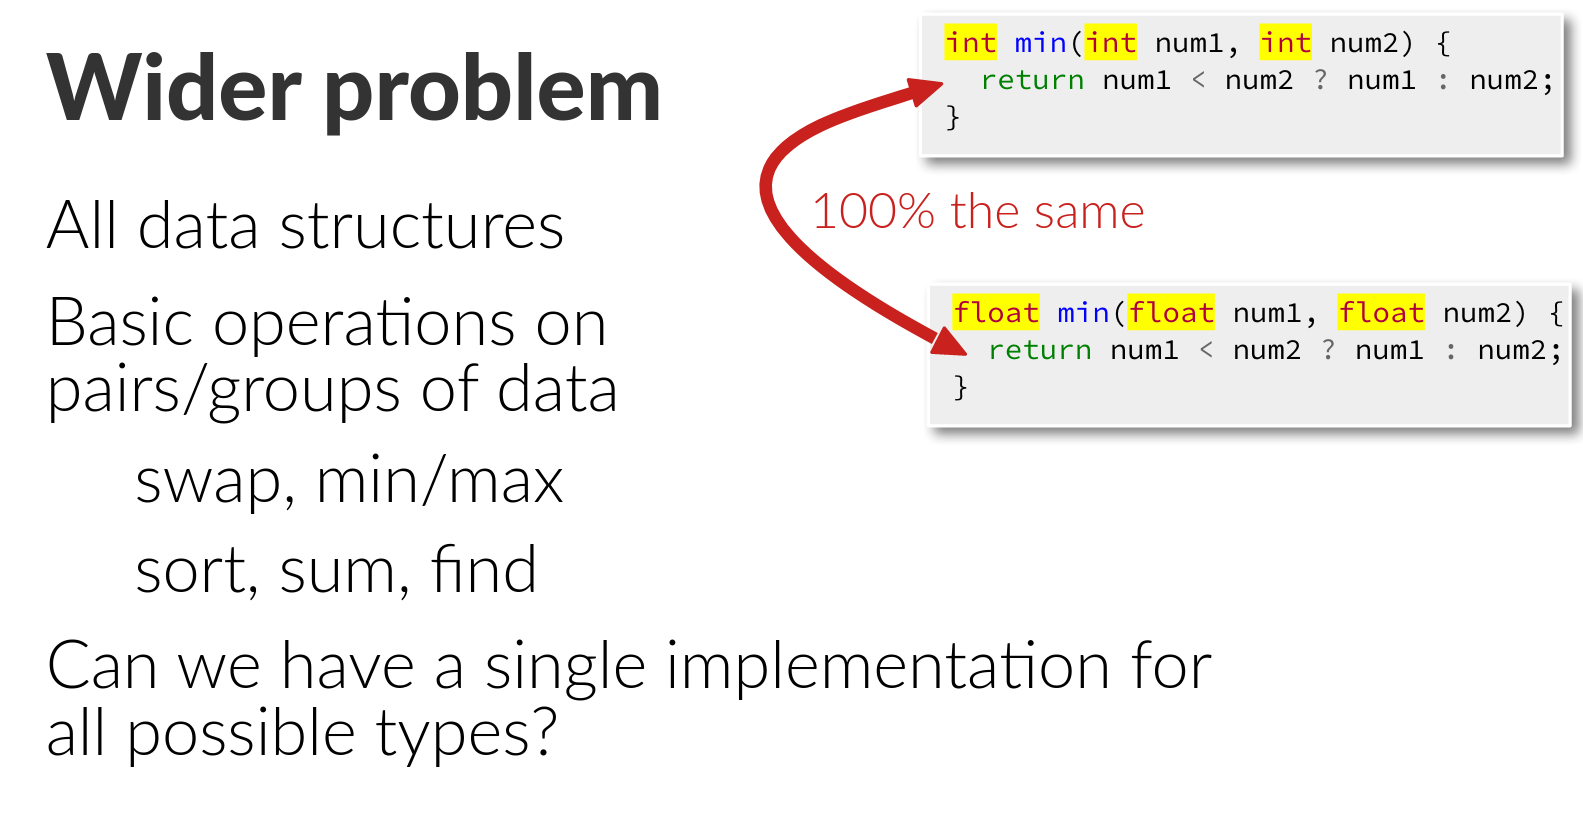 Wider problem
All data structures
Basic operations on
pairs/groups of data
swap, min/max
sort, sum, find
Can we have a single implementation for
all possible types?
int min(int num1, int num2) {
  return num1 < num2 ? num1 : num2;
}
100% the same
float min(float num1, float num2) {
  return num1 < num2 ? num1 : num2;
}